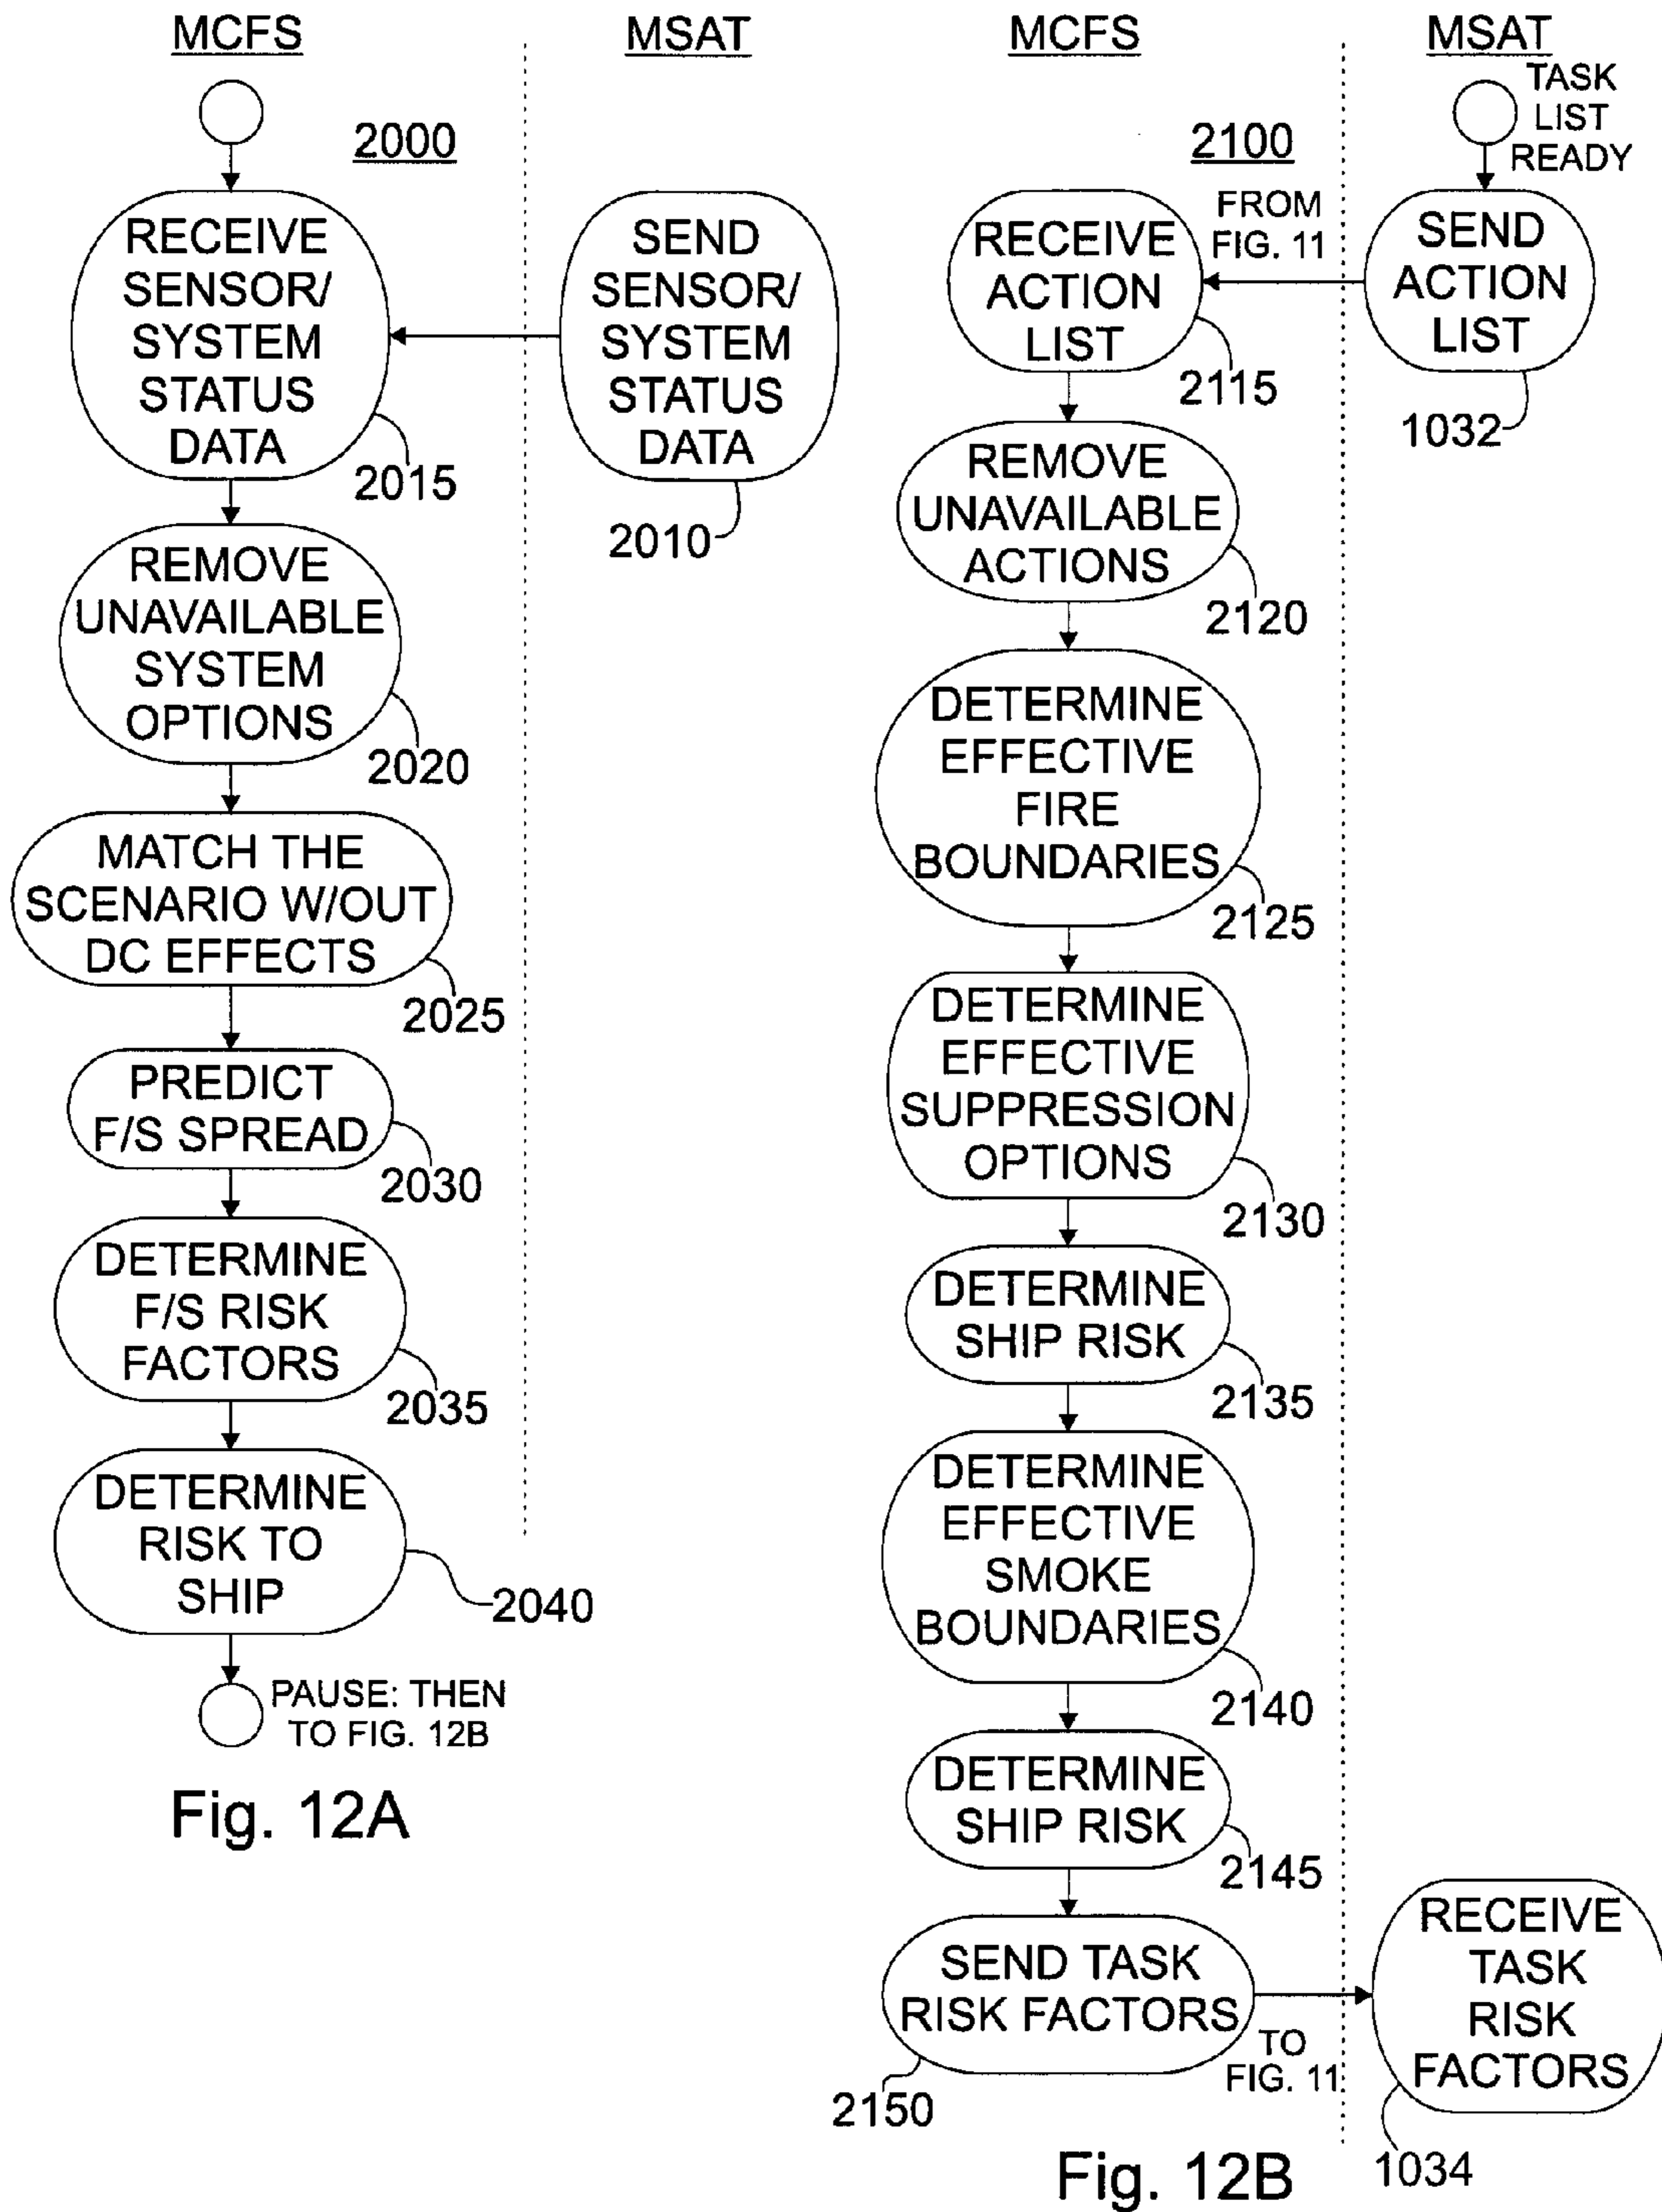 MCFS
MSAT
2000
RECEIVE
SENSOR/
SYSTEM
STATUS
DATA
2015
SEND
SENSOR/
SYSTEM
STATUS
DATA
2010
REMOVE
UNAVAILABLE
SYSTEM
OPTIONS
2020
MATCH THE
SCENARIO W/OUT
DC EFFECTS
2025
PREDICT
F/S SPREAD
2030
DETERMINE
F/S RISK
FACTORS
2035
DETERMINE
RISK TO
SHIP
2040
PAUSE: THEN
TO FIG. 12B
Fig. 12A
MCFS
MSAT
TASK
LIST
READY
2100
FROM
FIG. 11
RECEIVE
ACTION
LIST
2115
SEND
ACTION
LIST
1032
REMOVE
UNAVAILABLE
ACTIONS
2120
DETERMINE
EFFECTIVE
FIRE
BOUNDARIES
2125
DETERMINE
EFFECTIVE
SUPPRESSION
OPTIONS
2130
DETERMINE
SHIP RISK
2135
DETERMINE
EFFECTIVE
SMOKE
BOUNDARIES
2140
DETERMINE
SHIP RISK
2145
SEND TASK
RISK FACTORS
2150
TO
FIG. 11
RECEIVE
TASK
RISK
FACTORS
1034
Fig. 12B